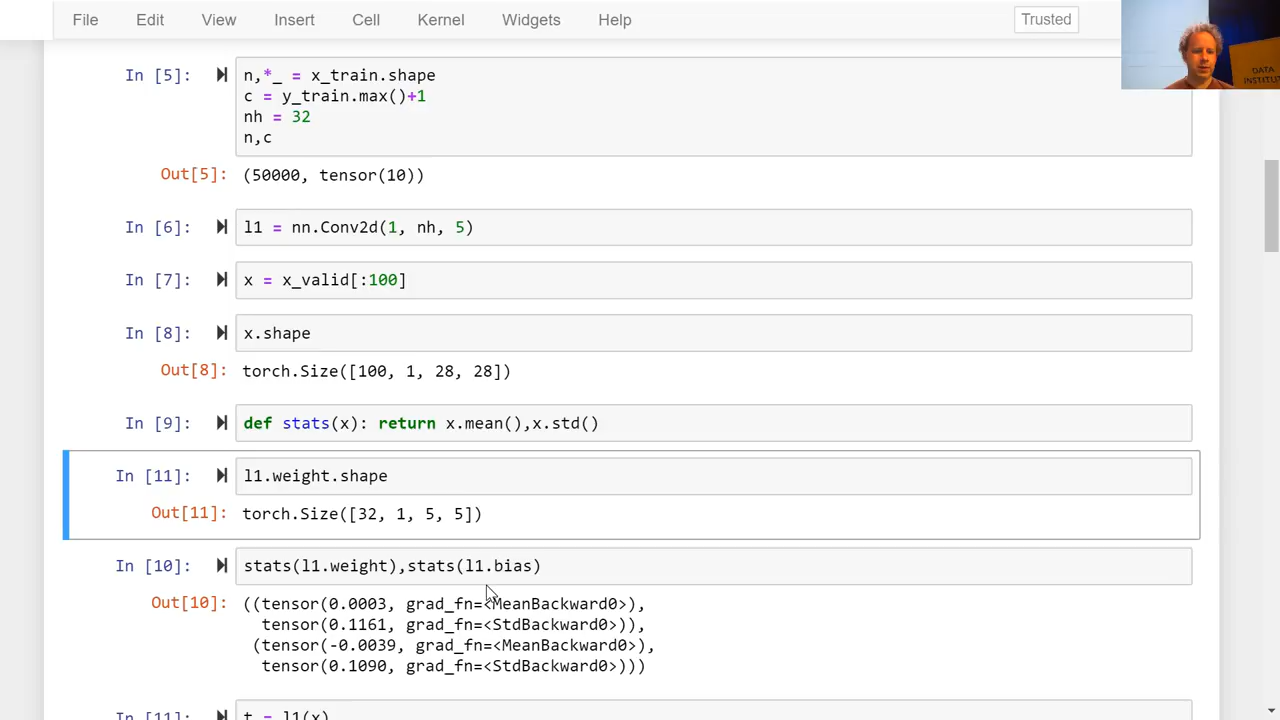 File Edit View Insert Cell Kernel Widgets Help Trusted
DATA
INSTITU
In [5]: n,*_ = x_train.shape
c = y_train.max()+1
nh = 32
n,c
Out[5]: (50000, tensor(10))
In [6]: l1 = nn.Conv2d(1, nh, 5)
In [7]: x = x_valid[:100]
In [8]: x.shape
Out[8]: torch.Size([100, 1, 28, 28])
In [9]: def stats(x): return x.mean(),x.std()
In [11]: l1.weight.shape
Out[11]: torch.Size([32, 1, 5, 5])
In [10]: stats(l1.weight),stats(l1.bias)
Out[10]: ((tensor(0.0003, grad_fn=<MeanBackward0>),
tensor(0.1161, grad_fn=<StdBackward0>)),
(tensor(-0.0039, grad_fn=<MeanBackward0>),
tensor(0.1090, grad_fn=<StdBackward0>)))
In [11]: t = l1(x)